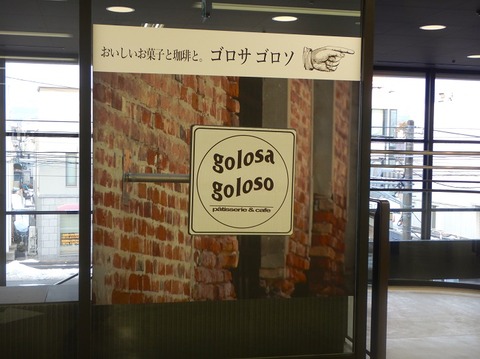 おいしいお菓子と珈琲と。ゴロサ ゴロソ
golosa
goloso
pâtisserie & cafe